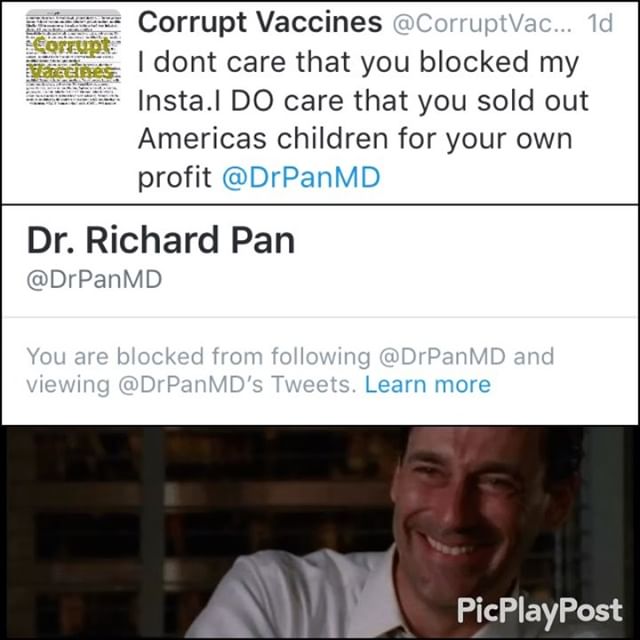 Corrupt Vaccines @CorruptVac... 1d
Corrupt
Vaccines
I dont care that you blocked my
Insta.I DO care that you sold out
Americas children for your own
profit @DrPanMD
Dr. Richard Pan
@DrPanMD
You are blocked from following @DrPanMD and
viewing @DrPanMD's Tweets. Learn more
PicPlayPost